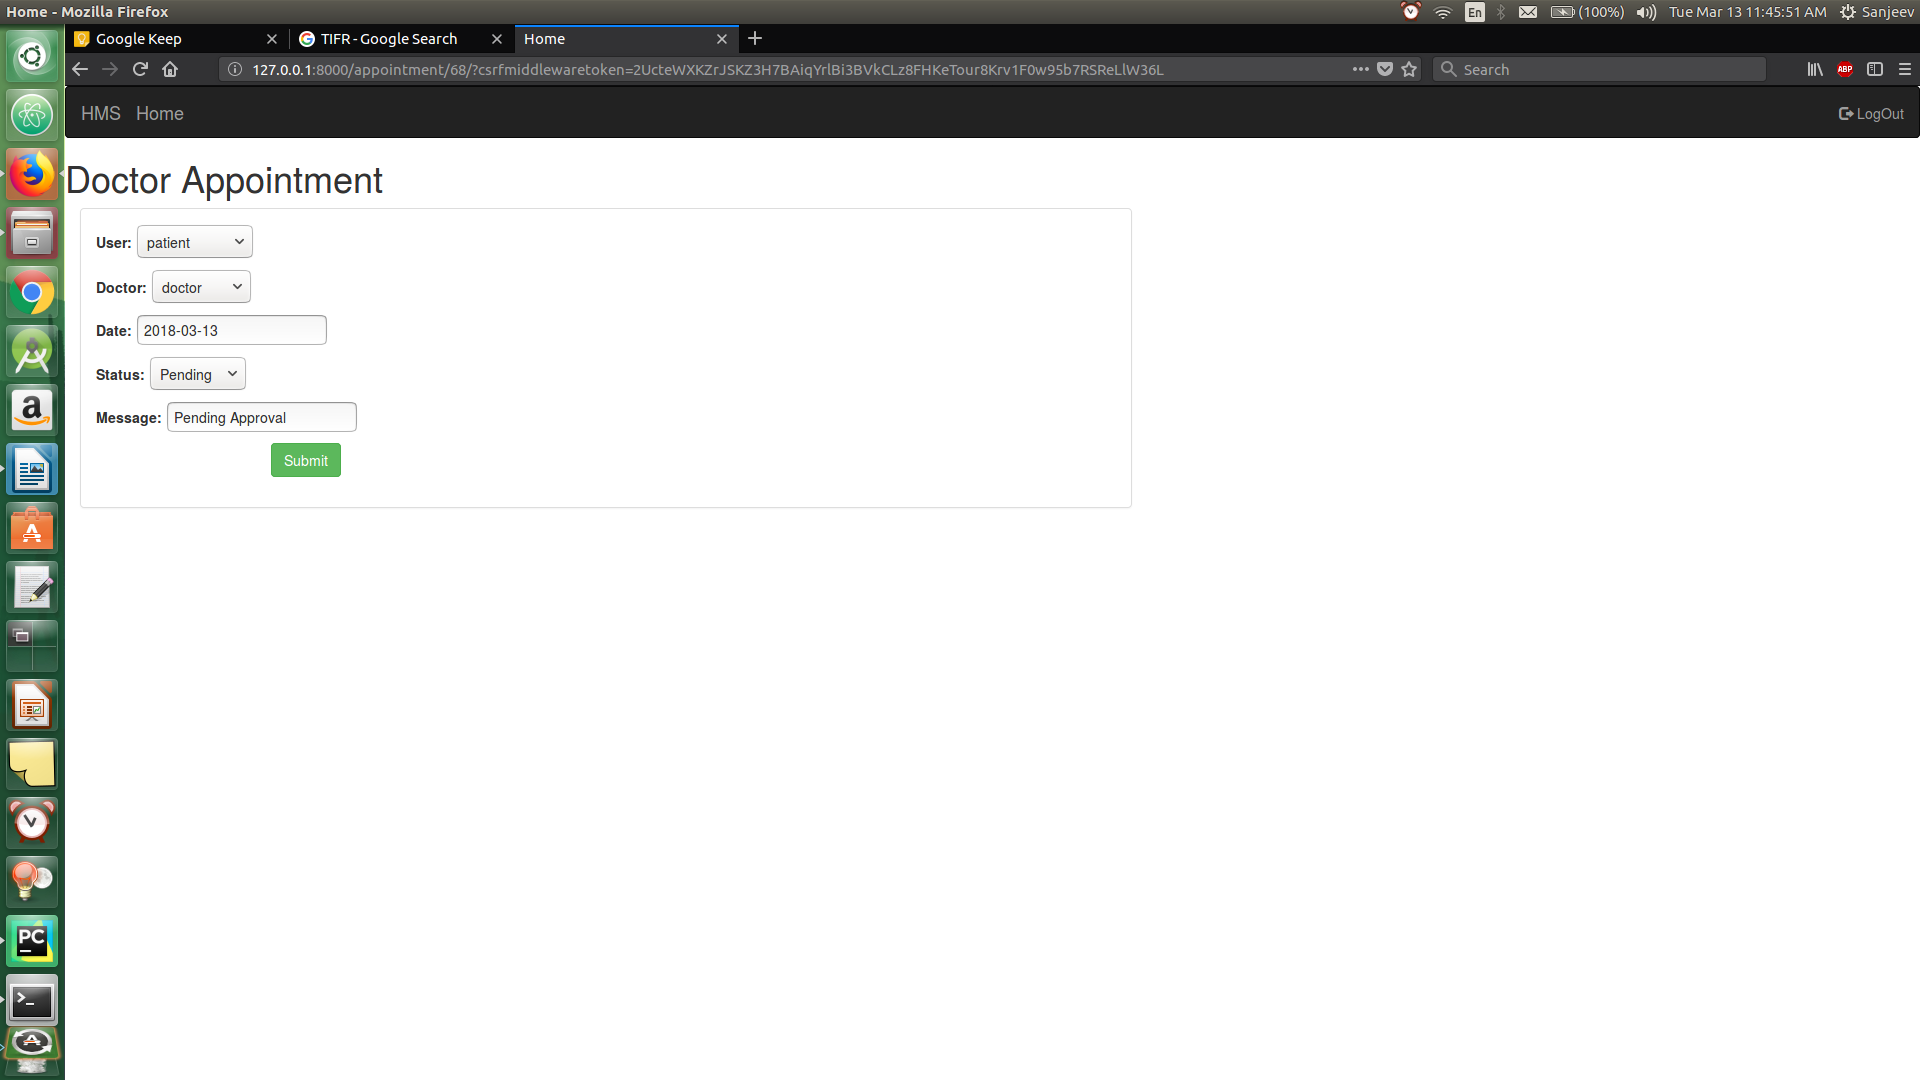 Home - Mozilla Firefox
En
(100%)
Tue Mar 13 11:45:51 AM
Sanjeev
Google Keep
TIFR - Google Search
Home
127.0.0.1:8000/appointment/68/?csrfmiddlewaretoken=2UcteWXKZrJSKZ3H7BAiqYrlBi3BVkCLz8FHKeTour8Krv1F0w95b7RSReLlW36L
Search
ABP
HMS
Home
LogOut
Doctor Appointment
User: patient
Doctor: doctor
Date: 2018-03-13
Status: Pending
Message: Pending Approval
Submit
a
A
PC
>_
A